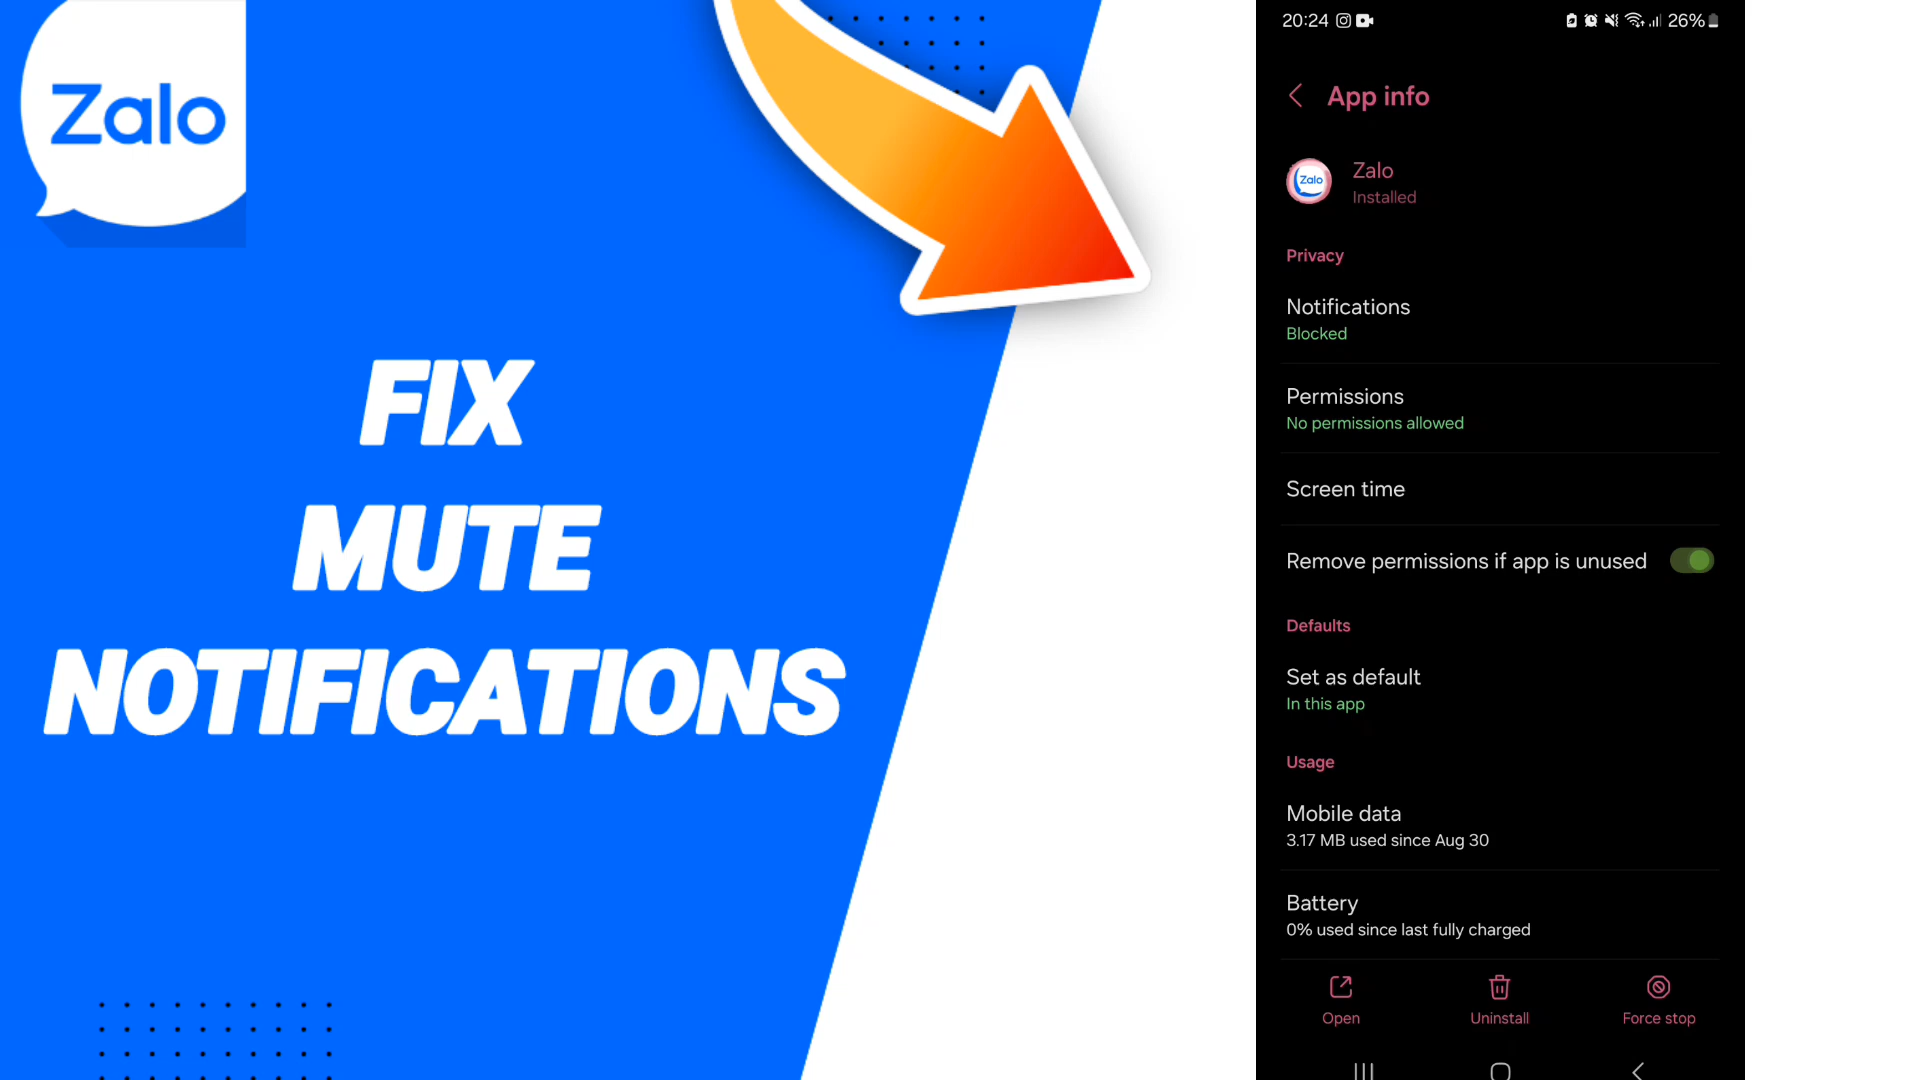 Zalo
FIX
MUTE
NOTIFICATIONS
20:24
26%
App info
Zalo
Zalo
Installed
Privacy
Notifications
Blocked
Permissions
No permissions allowed
Screen time
Remove permissions if app is unused
Defaults
Set as default
In this app
Usage
Mobile data
3.17 MB used since Aug 30
Battery
0% used since last fully charged
Open
Uninstall
Force stop